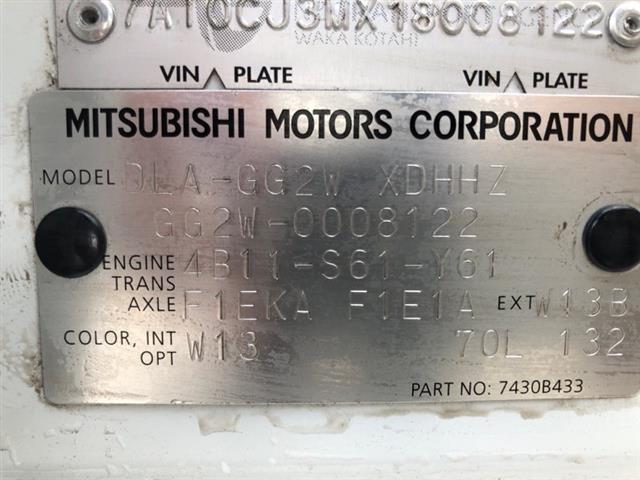 7A10CJ3MX18008122
WAKA KOTAHI
VIN PLATE VIN PLATE
MITSUBISHI MOTORS CORPORATION
MODEL DLA-GG2W XDHHZ
GG2W-0008122
ENGINE 4B11-S61-Y61
TRANS
AXLE F1EKA F1E1A EXT W13B
COLOR, INT
OPT W13 70L 132
PART NO: 7430B433